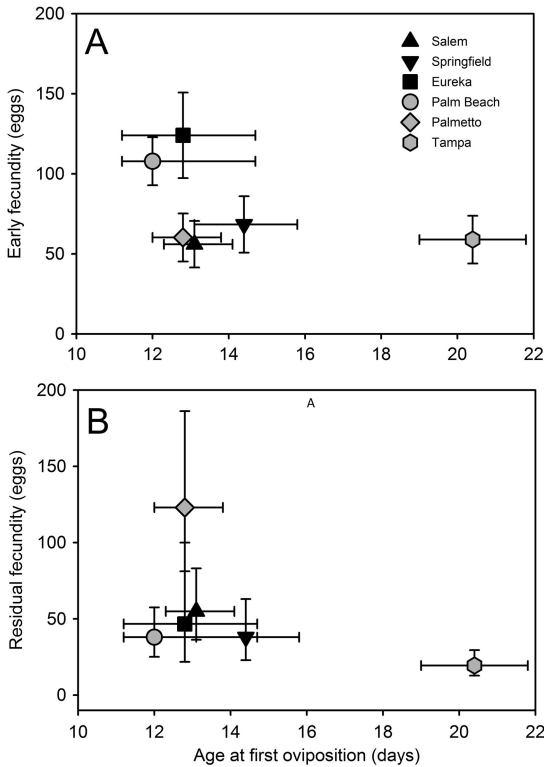 200
A
Salem
Springfield
Eureka
Palm Beach
Palmetto
Tampa
150
100
50
0
Early fecundity (eggs)
10 12 14 16 18 20 22
200
A
B
150
100
50
0
Residual fecundity (eggs)
10 12 14 16 18 20 22
Age at first oviposition (days)